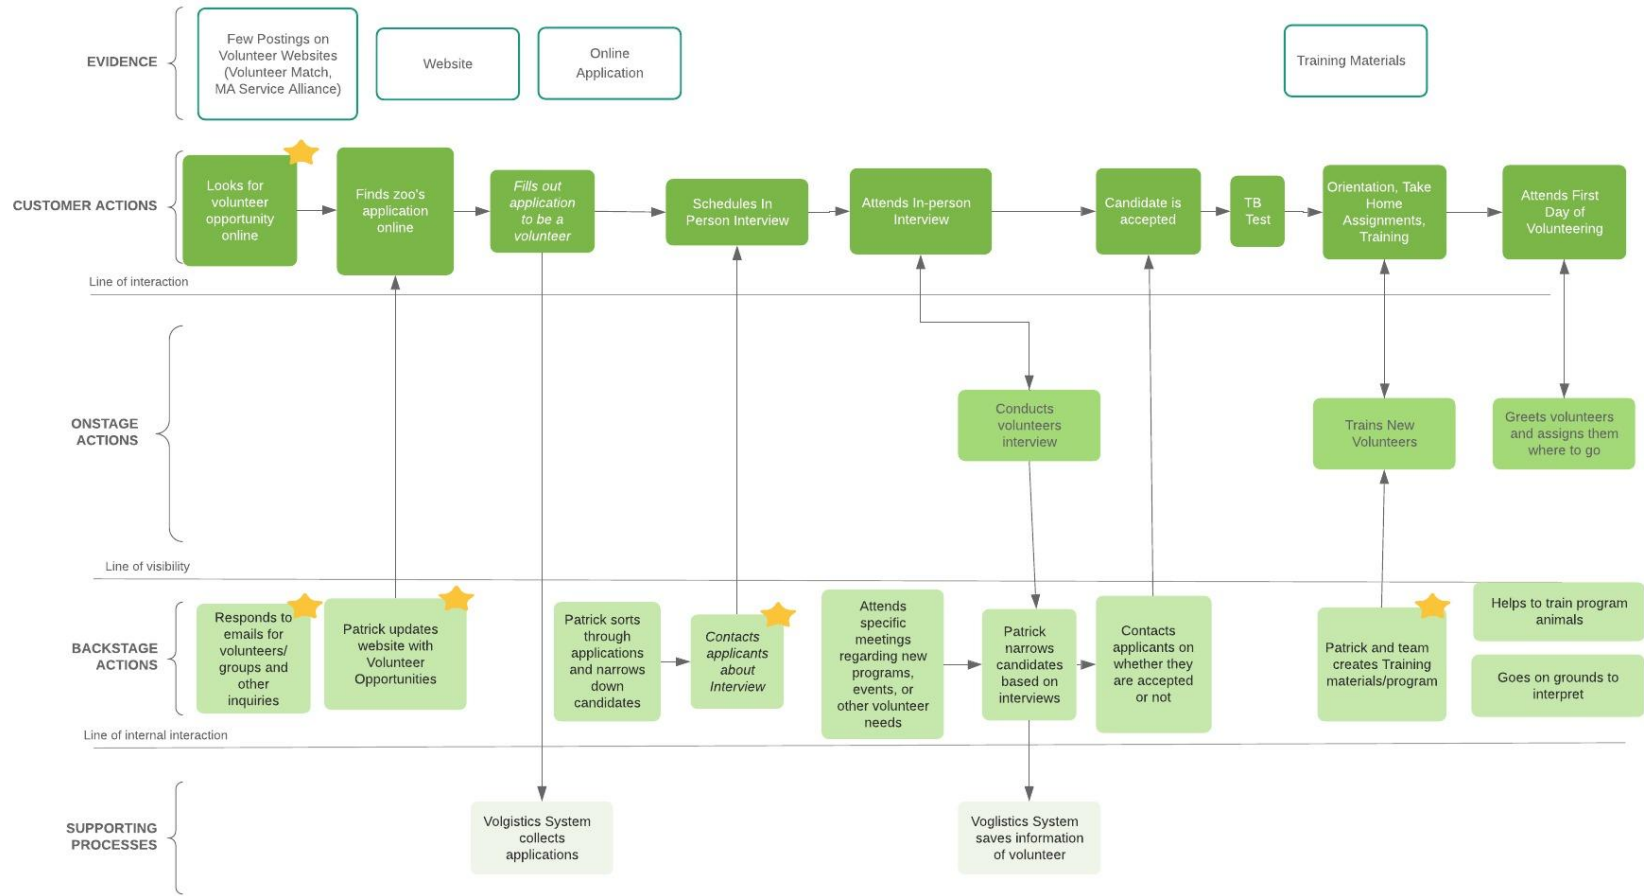 EVIDENCE
Few Postings on
Volunteer Websites
(Volunteer Match,
MA Service Alliance)
Website
Online
Application
Training Materials
CUSTOMER ACTIONS
Looks for
volunteer
opportunity
online
Finds zoo's
application
online
Fills out
application
to be a
volunteer
Schedules In
Person Interview
Attends In-person
Interview
Candidate is
accepted
TB
Test
Orientation, Take
Home
Assignments,
Training
Attends First
Day of
Volunteering
Line of interaction
ONSTAGE
ACTIONS
Conducts
volunteers
interview
Trains New
Volunteers
Greets volunteers
and assigns them
where to go
Line of visibility
BACKSTAGE
ACTIONS
Responds to
emails for
volunteers/
groups and
other
inquiries
Patrick updates
website with
Volunteer
Opportunities
Patrick sorts
through
applications
and narrows
down
candidates
Contacts
applicants
about
Interview
Attends
specific
meetings
regarding new
programs,
events, or
other volunteer
needs
Patrick
narrows
candidates
based on
interviews
Contacts
applicants on
whether they
are accepted
or not
Patrick and team
creates Training
materials/program
Helps to train program
animals
Goes on grounds to
interpret
Line of internal interaction
SUPPORTING
PROCESSES
Volgistics System
collects
applications
Voglistics System
saves information
of volunteer